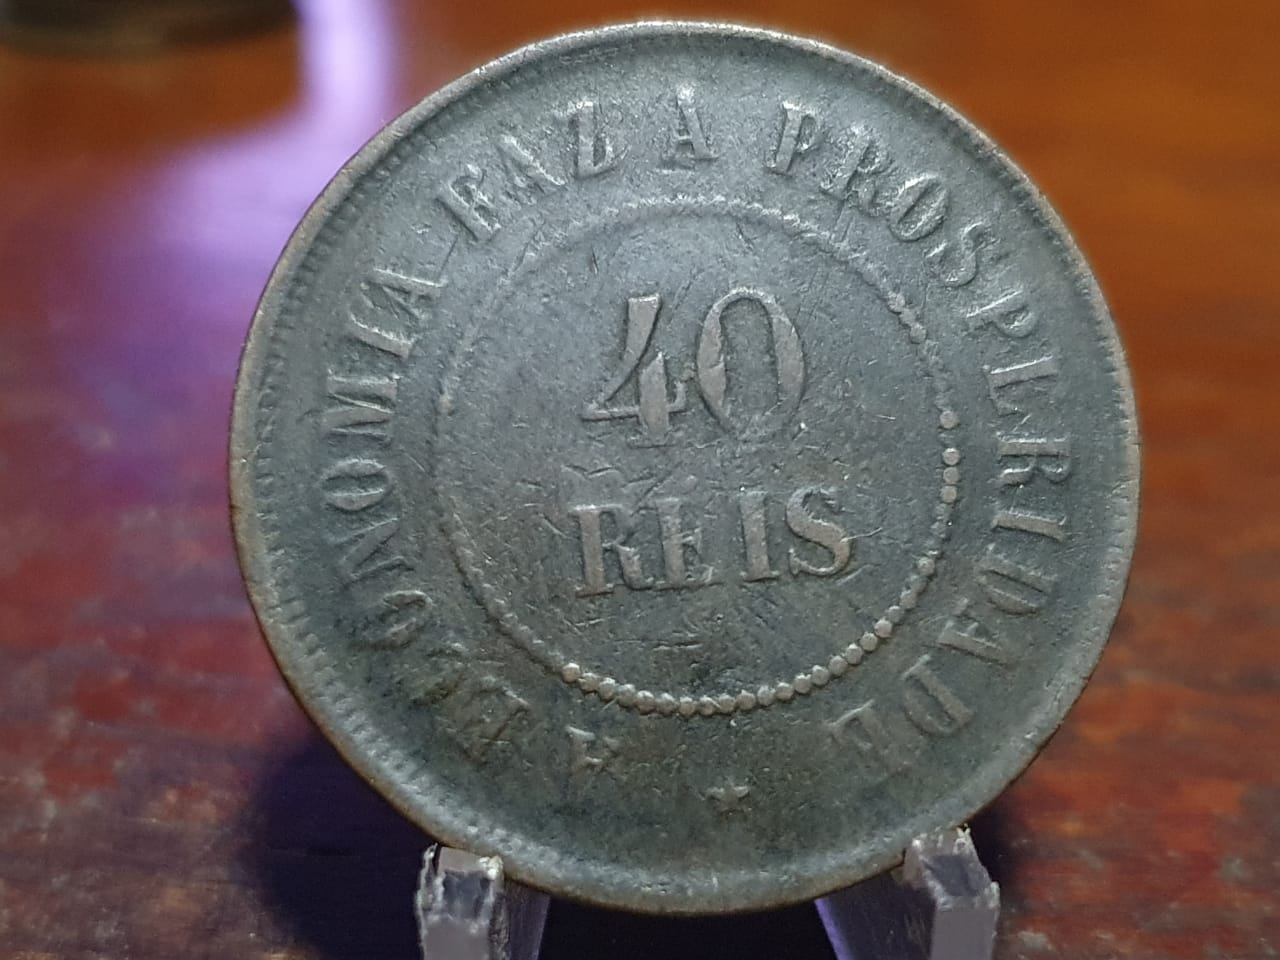 A ECONOMIA FAZ A PROSPERIDADE
40
REIS